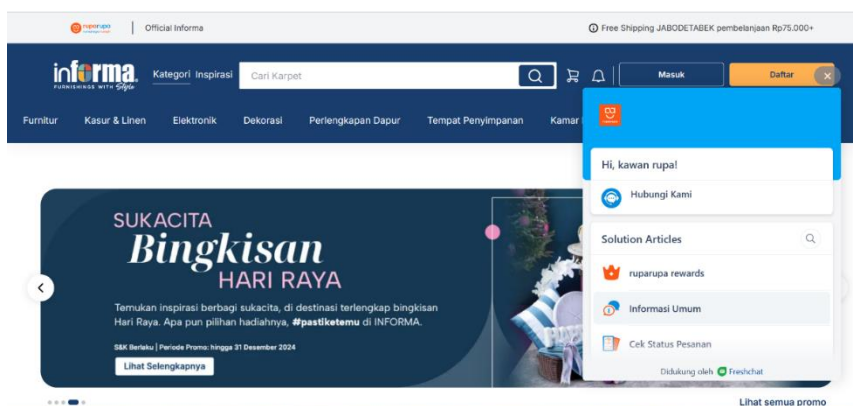 ruparupa
Official Informa
Free Shipping JABODETABEK pembelanjaan Rp75.000+
informa
FURNISHINGS WITH Style
Kategori Inspirasi
Cari Karpet
Masuk
Daftar
Furnitur Kasur & Linen Elektronik Dekorasi Perlengkapan Dapur Tempat Penyimpanan Kamar
SUKACITA
Bingkisan
HARI RAYA
Temukan inspirasi berbagi sukacita, di destinasi terlengkap bingkisan
Hari Raya. Apa pun pilihan hadiahnya, #pastiketemu di INFORMA.
S&K Berlaku | Periode Promo: hingga 31 Desember 2024
Lihat Selengkapnya
Hi, kawan rupa!
Hubungi Kami
Solution Articles
ruparupa rewards
Informasi Umum
Cek Status Pesanan
Didukung oleh Freshchat
Lihat semua promo